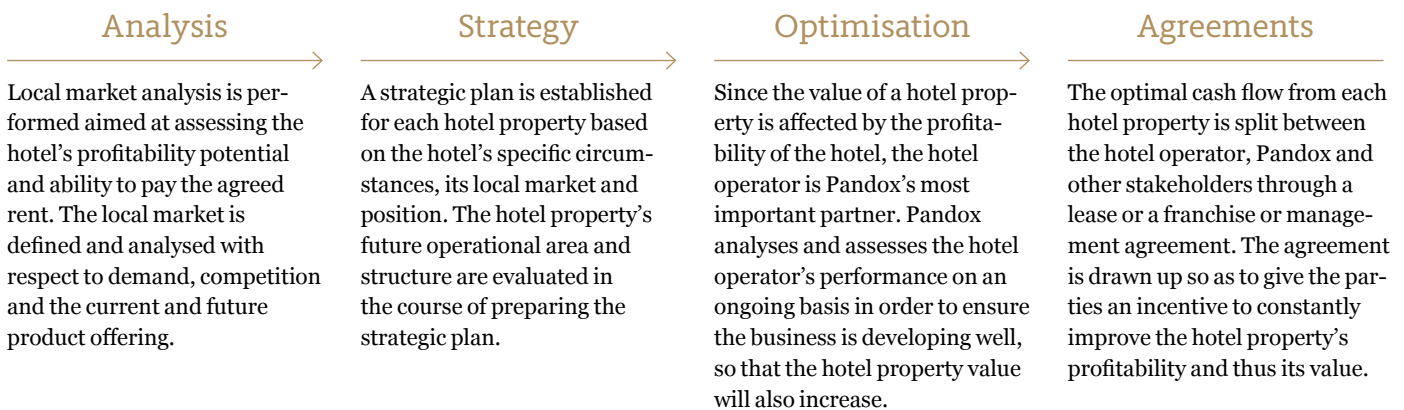 Analysis
Local market analysis is per-
formed aimed at assessing the
hotel's profitability potential
and ability to pay the agreed
rent. The local market is
defined and analysed with
respect to demand, competition
and the current and future
product offering.
Strategy
A strategic plan is established
for each hotel property based
on the hotel's specific circum-
stances, its local market and
position. The hotel property's
future operational area and
structure are evaluated in
the course of preparing the
strategic plan.
Optimisation
Since the value of a hotel prop-
erty is affected by the profita-
bility of the hotel, the hotel
operator is Pandox's most
important partner. Pandox
analyses and assesses the hotel
operator's performance on an
ongoing basis in order to ensure
the business is developing well,
so that the hotel property value
will also increase.
Agreements
The optimal cash flow from each
hotel property is split between
the hotel operator, Pandox and
other stakeholders through a
lease or a franchise or manage-
ment agreement. The agreement
is drawn up so as to give the par-
ties an incentive to constantly
improve the hotel property's
profitability and thus its value.